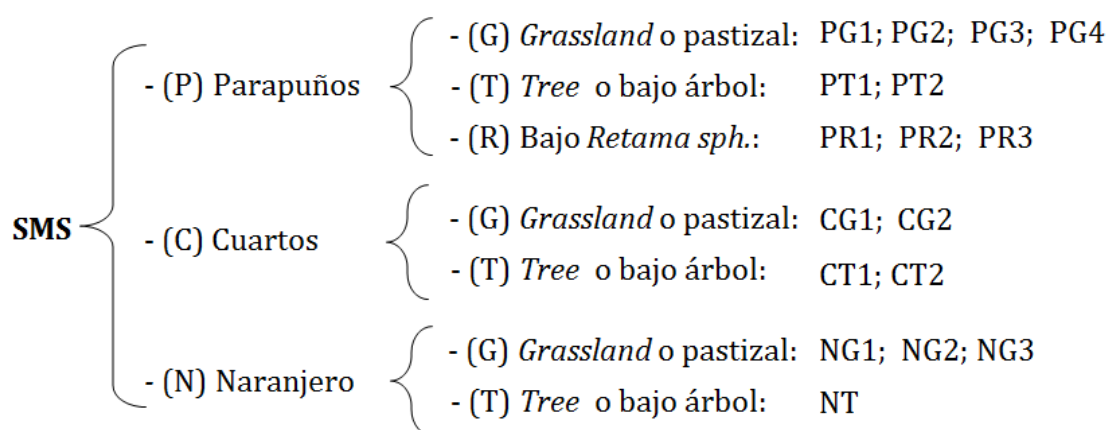 - (G) Grassland o pastizal: PG1; PG2; PG3; PG4
- (P) Parapuños
- (T) Tree o bajo árbol: PT1; PT2
- (R) Bajo Retama sph.: PR1; PR2; PR3
SMS
- (C) Cuartos
- (G) Grassland o pastizal: CG1; CG2
- (T) Tree o bajo árbol: CT1; CT2
- (N) Naranjero
- (G) Grassland o pastizal: NG1; NG2; NG3
- (T) Tree o bajo árbol: NT